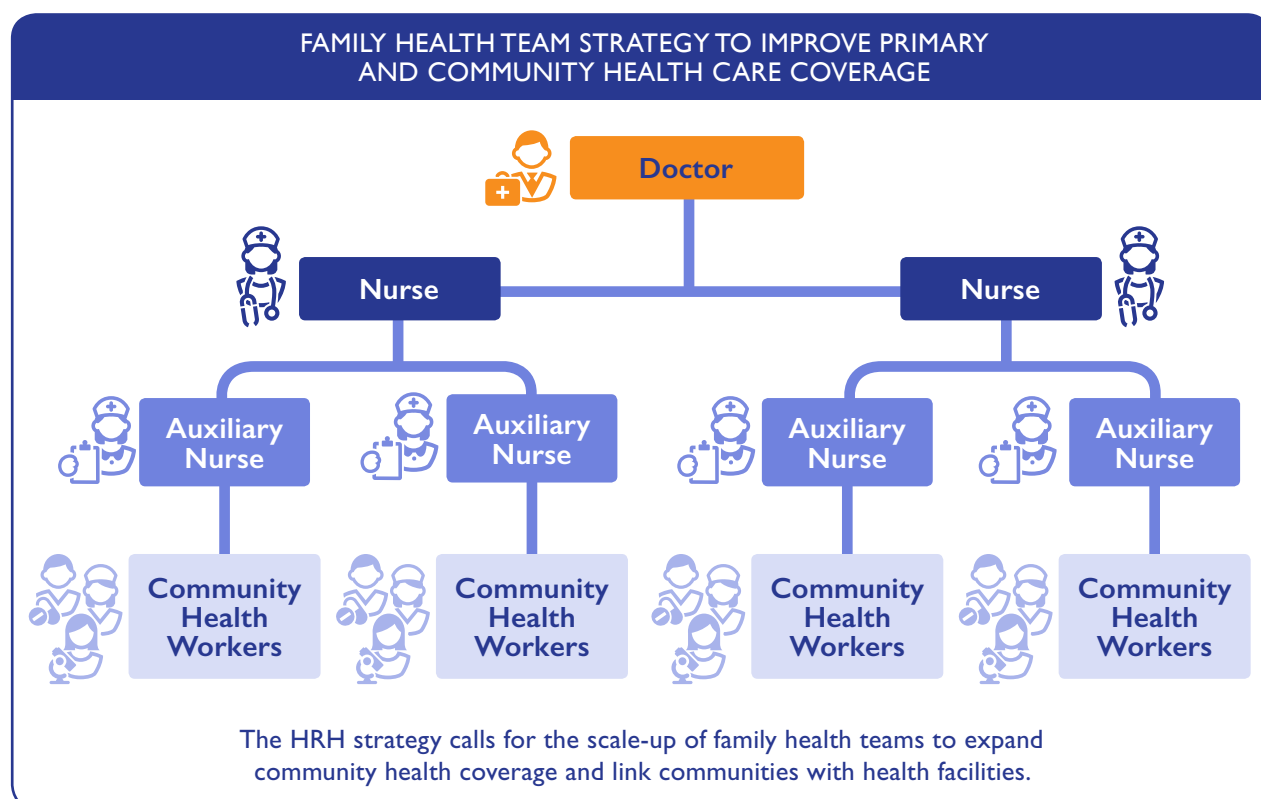 FAMILY HEALTH TEAM STRATEGY TO IMPROVE PRIMARY
AND COMMUNITY HEALTH CARE COVERAGE
Doctor
Nurse
Nurse
Auxiliary
Nurse
Auxiliary
Nurse
Auxiliary
Nurse
Auxiliary
Nurse
Community
Health
Workers
Community
Health
Workers
Community
Health
Workers
Community
Health
Workers
The HRH strategy calls for the scale-up of family health teams to expand
community health coverage and link communities with health facilities.